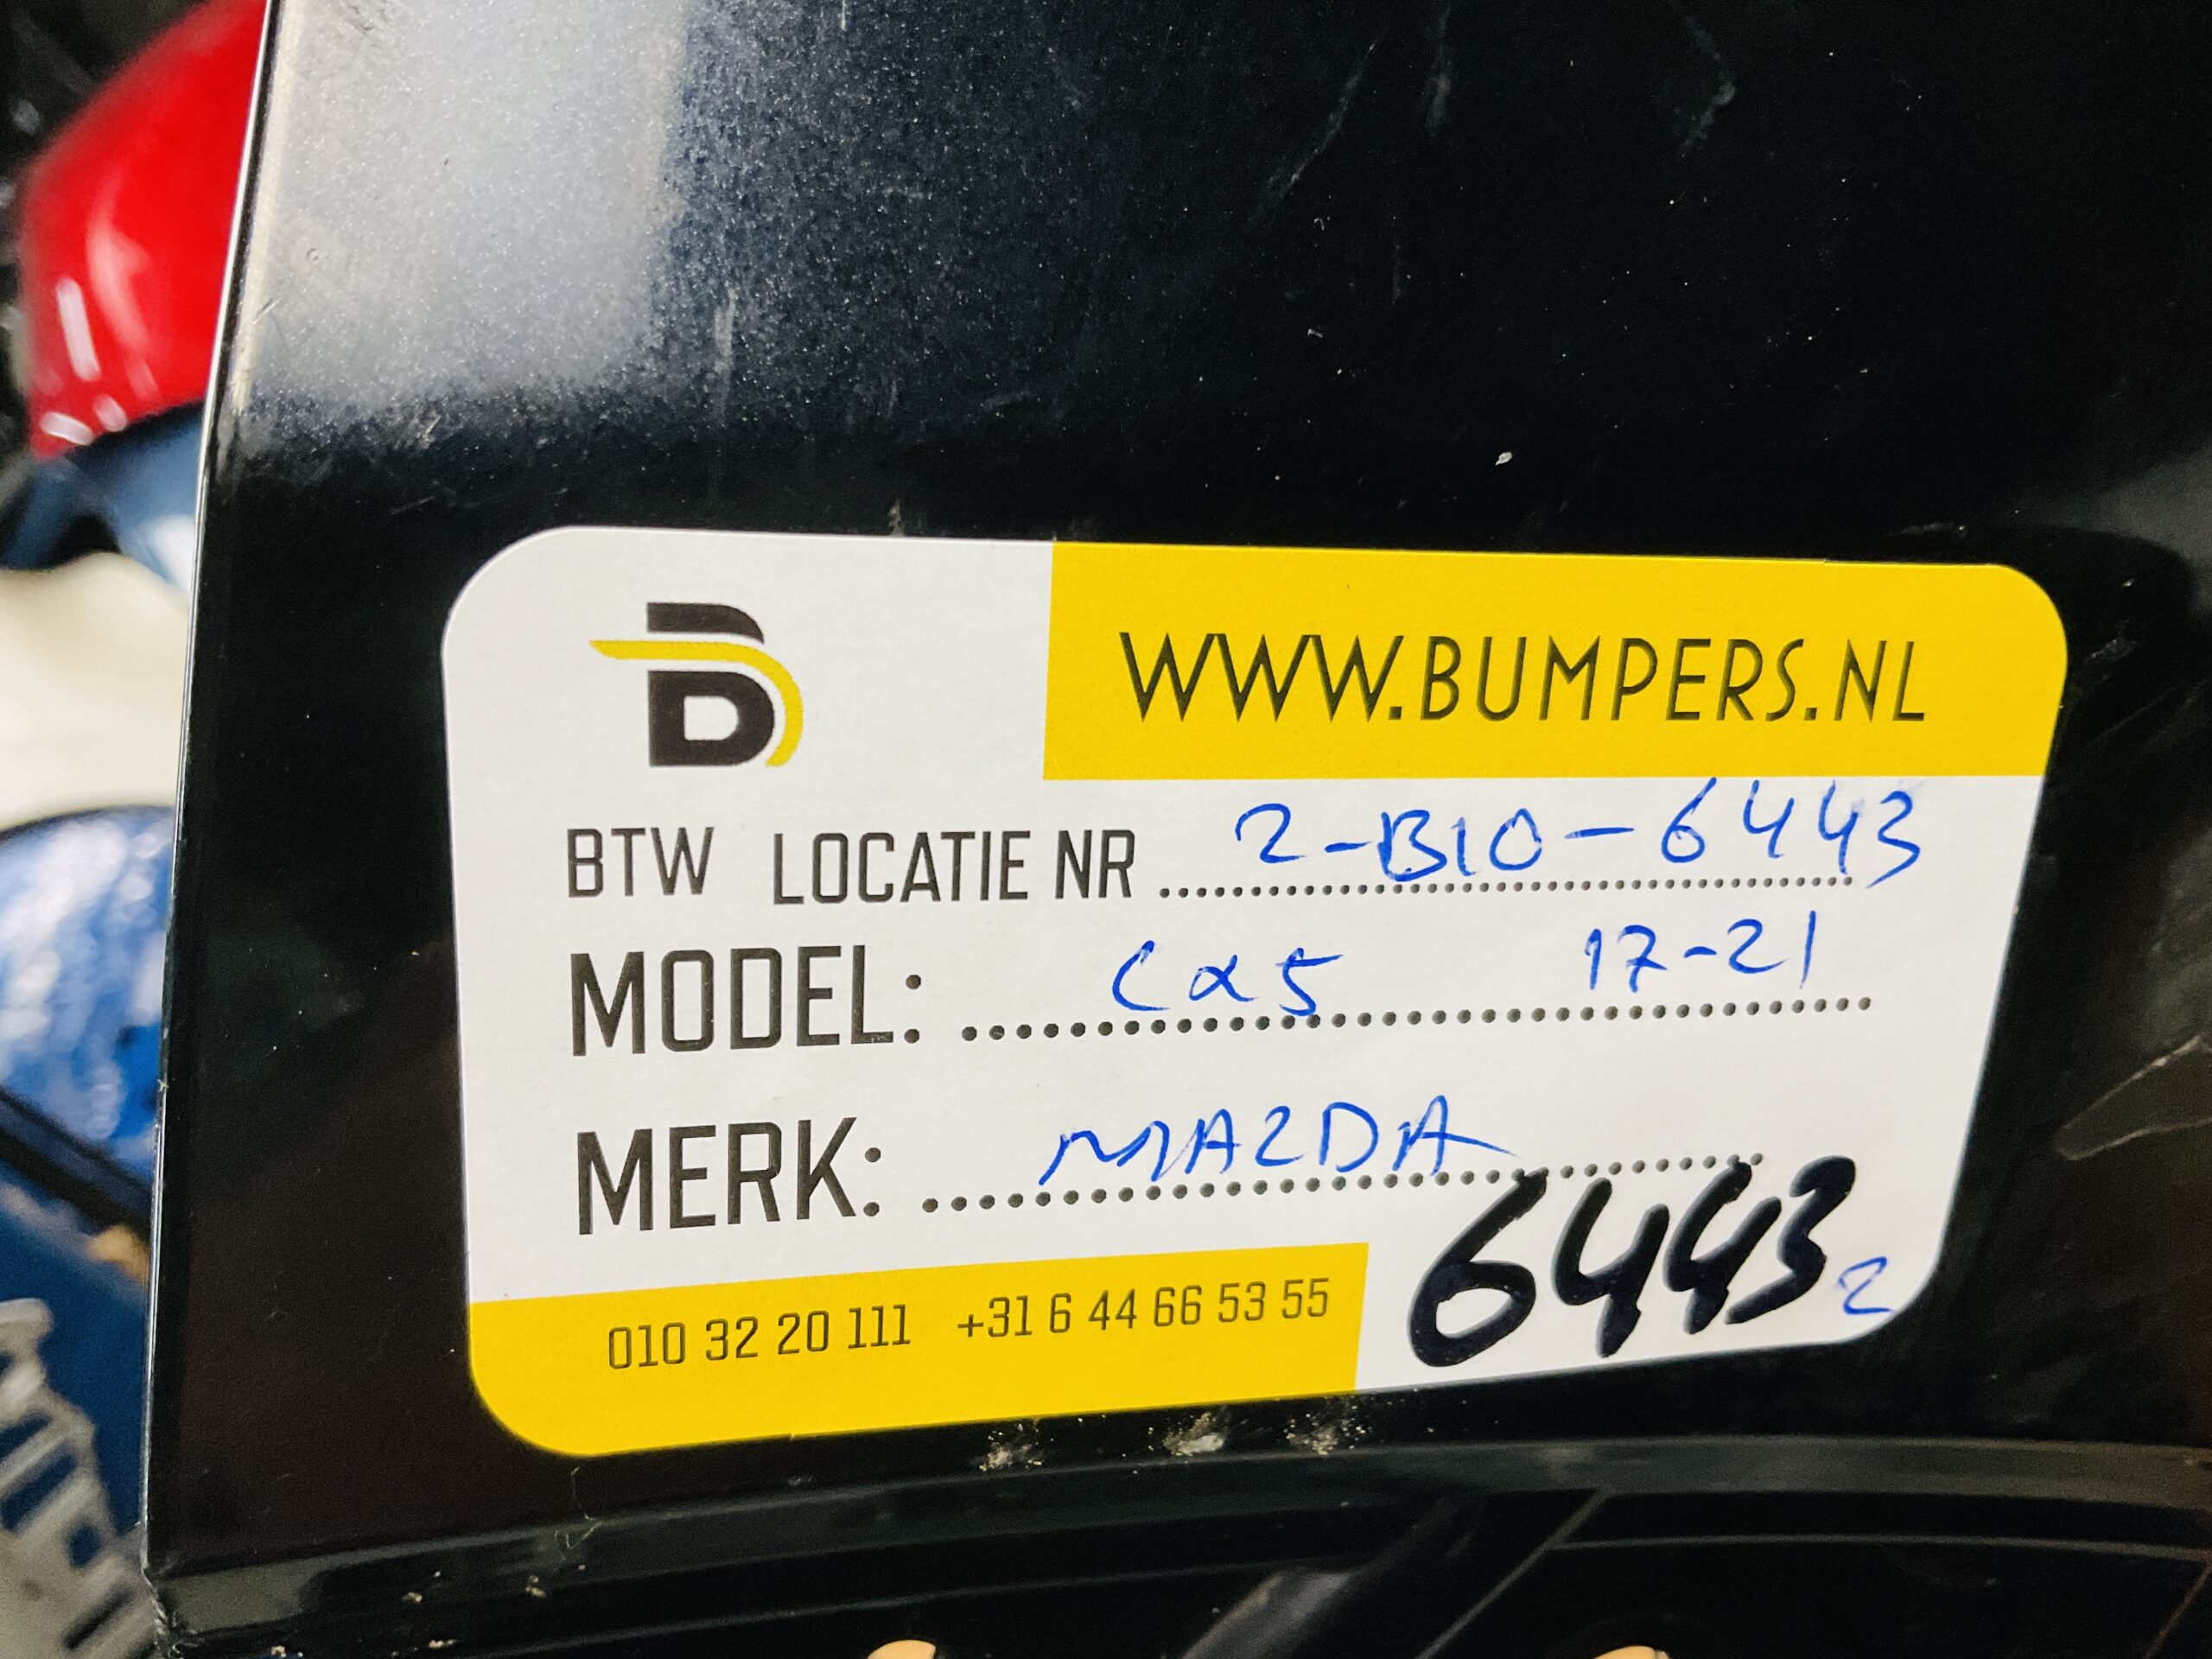 B
WWW.BUMPERS.NL
BTW LOCATIE NR 2-B10-6443
MODEL: Cx5 17-21
MERK: MAZDA
6443 2
010 32 20 111 +31 6 44 66 53 55